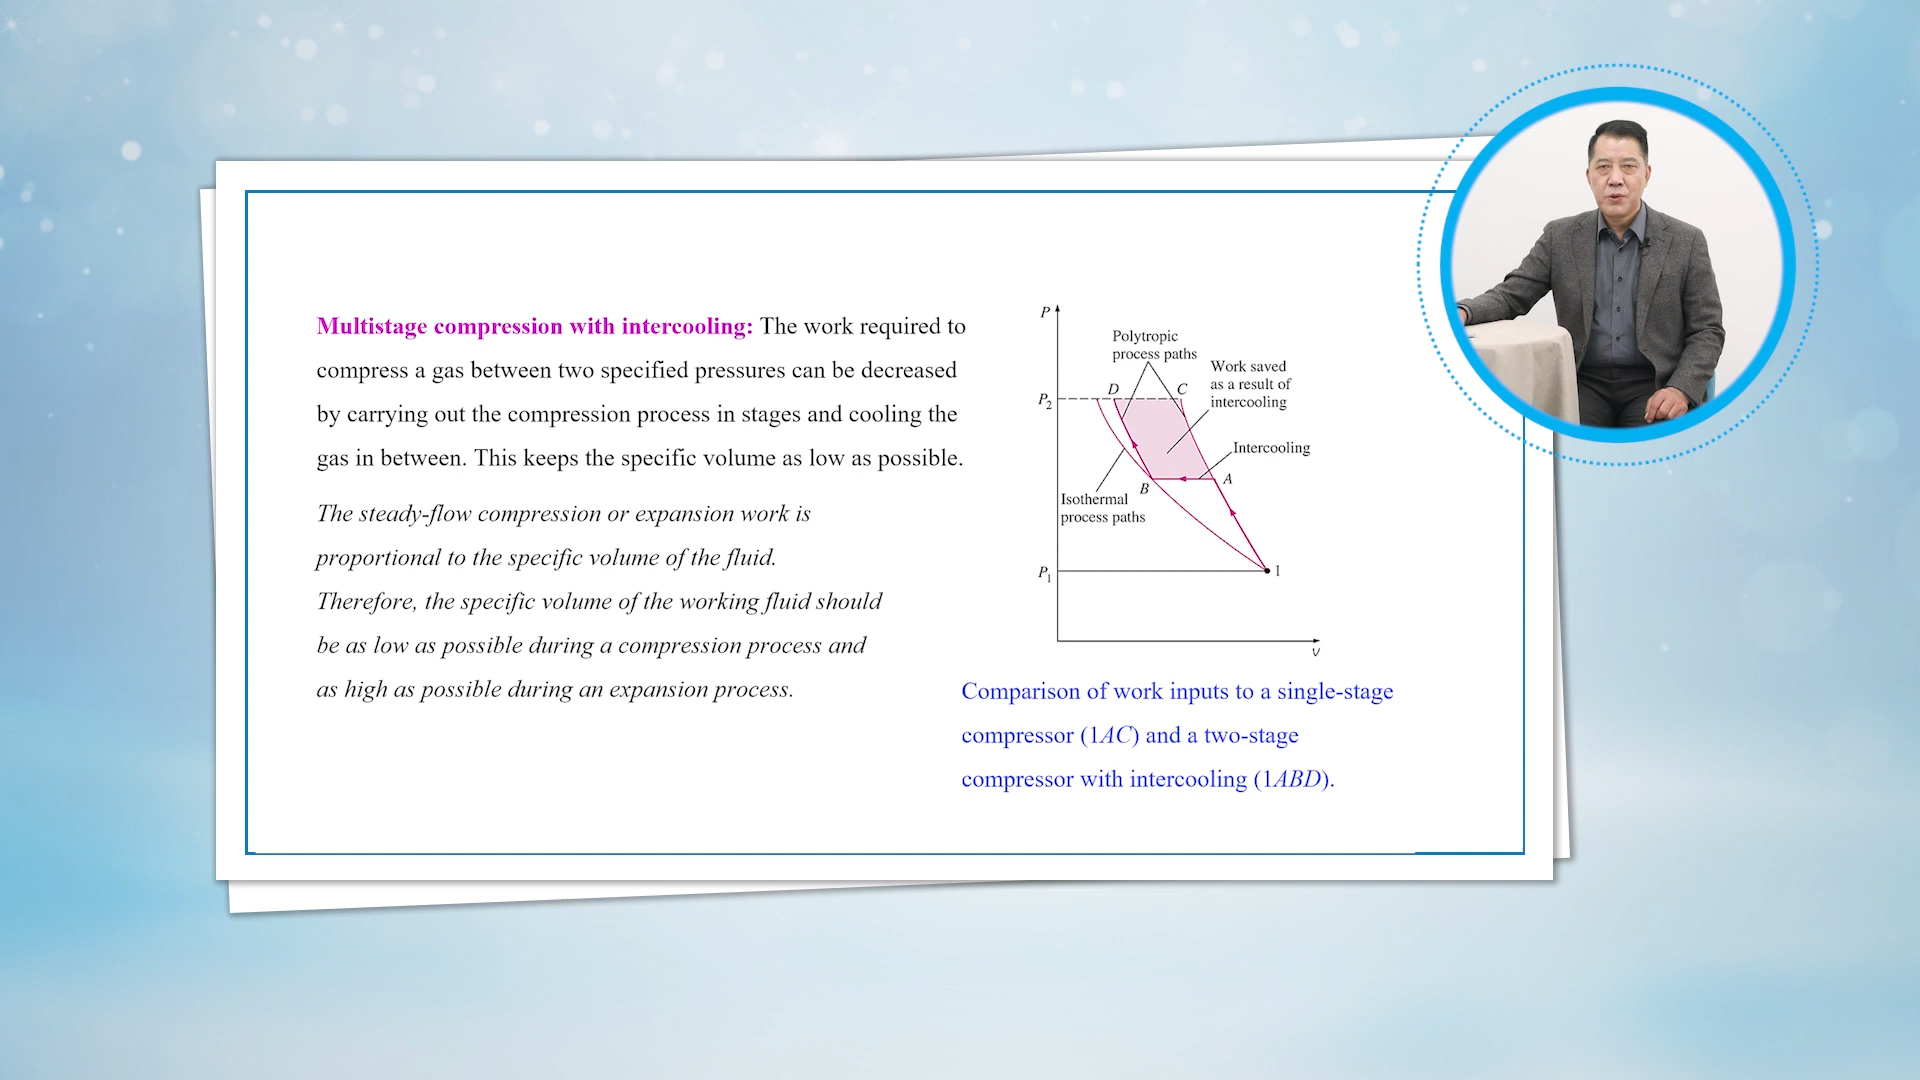 Multistage compression with intercooling: The work required to
compress a gas between two specified pressures can be decreased
by carrying out the compression process in stages and cooling the
gas in between. This keeps the specific volume as low as possible.
The steady-flow compression or expansion work is
proportional to the specific volume of the fluid.
Therefore, the specific volume of the working fluid should
be as low as possible during a compression process and
as high as possible during an expansion process.
P
Polytropic
process paths
Work saved
as a result of
intercooling
D
C
P2
Intercooling
A
B
Isothermal
process paths
P1
1
v
Comparison of work inputs to a single-stage
compressor (1AC) and a two-stage
compressor with intercooling (1ABD).